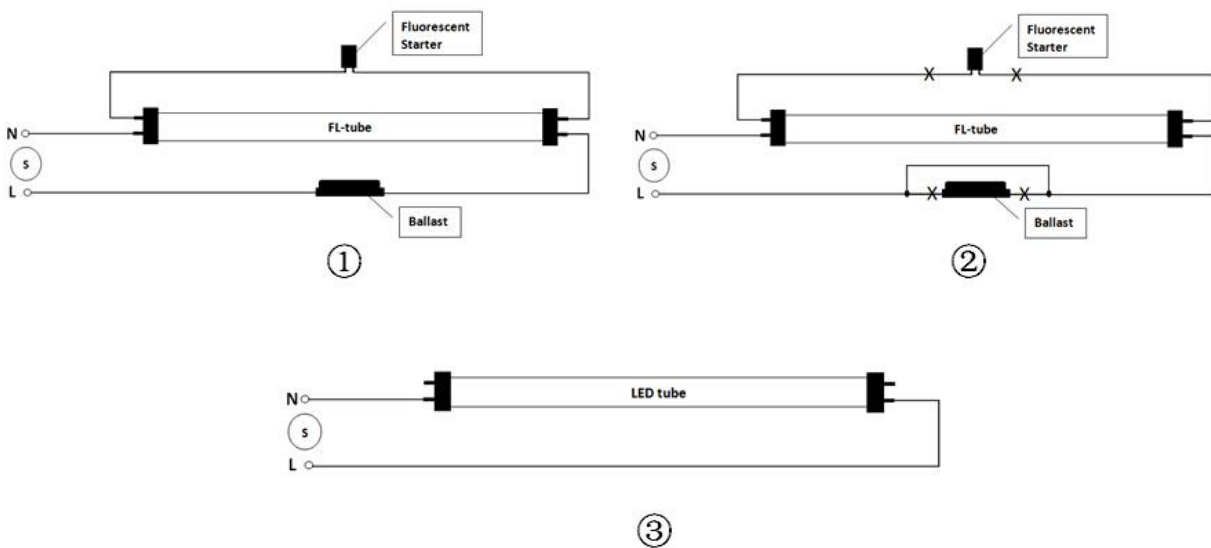 Fluorescent
Starter
FL-tube
N
S
L
Ballast
①
Fluorescent
Starter
X X
FL-tube
N
S
L
X X
Ballast
②
LED tube
N
S
L
③